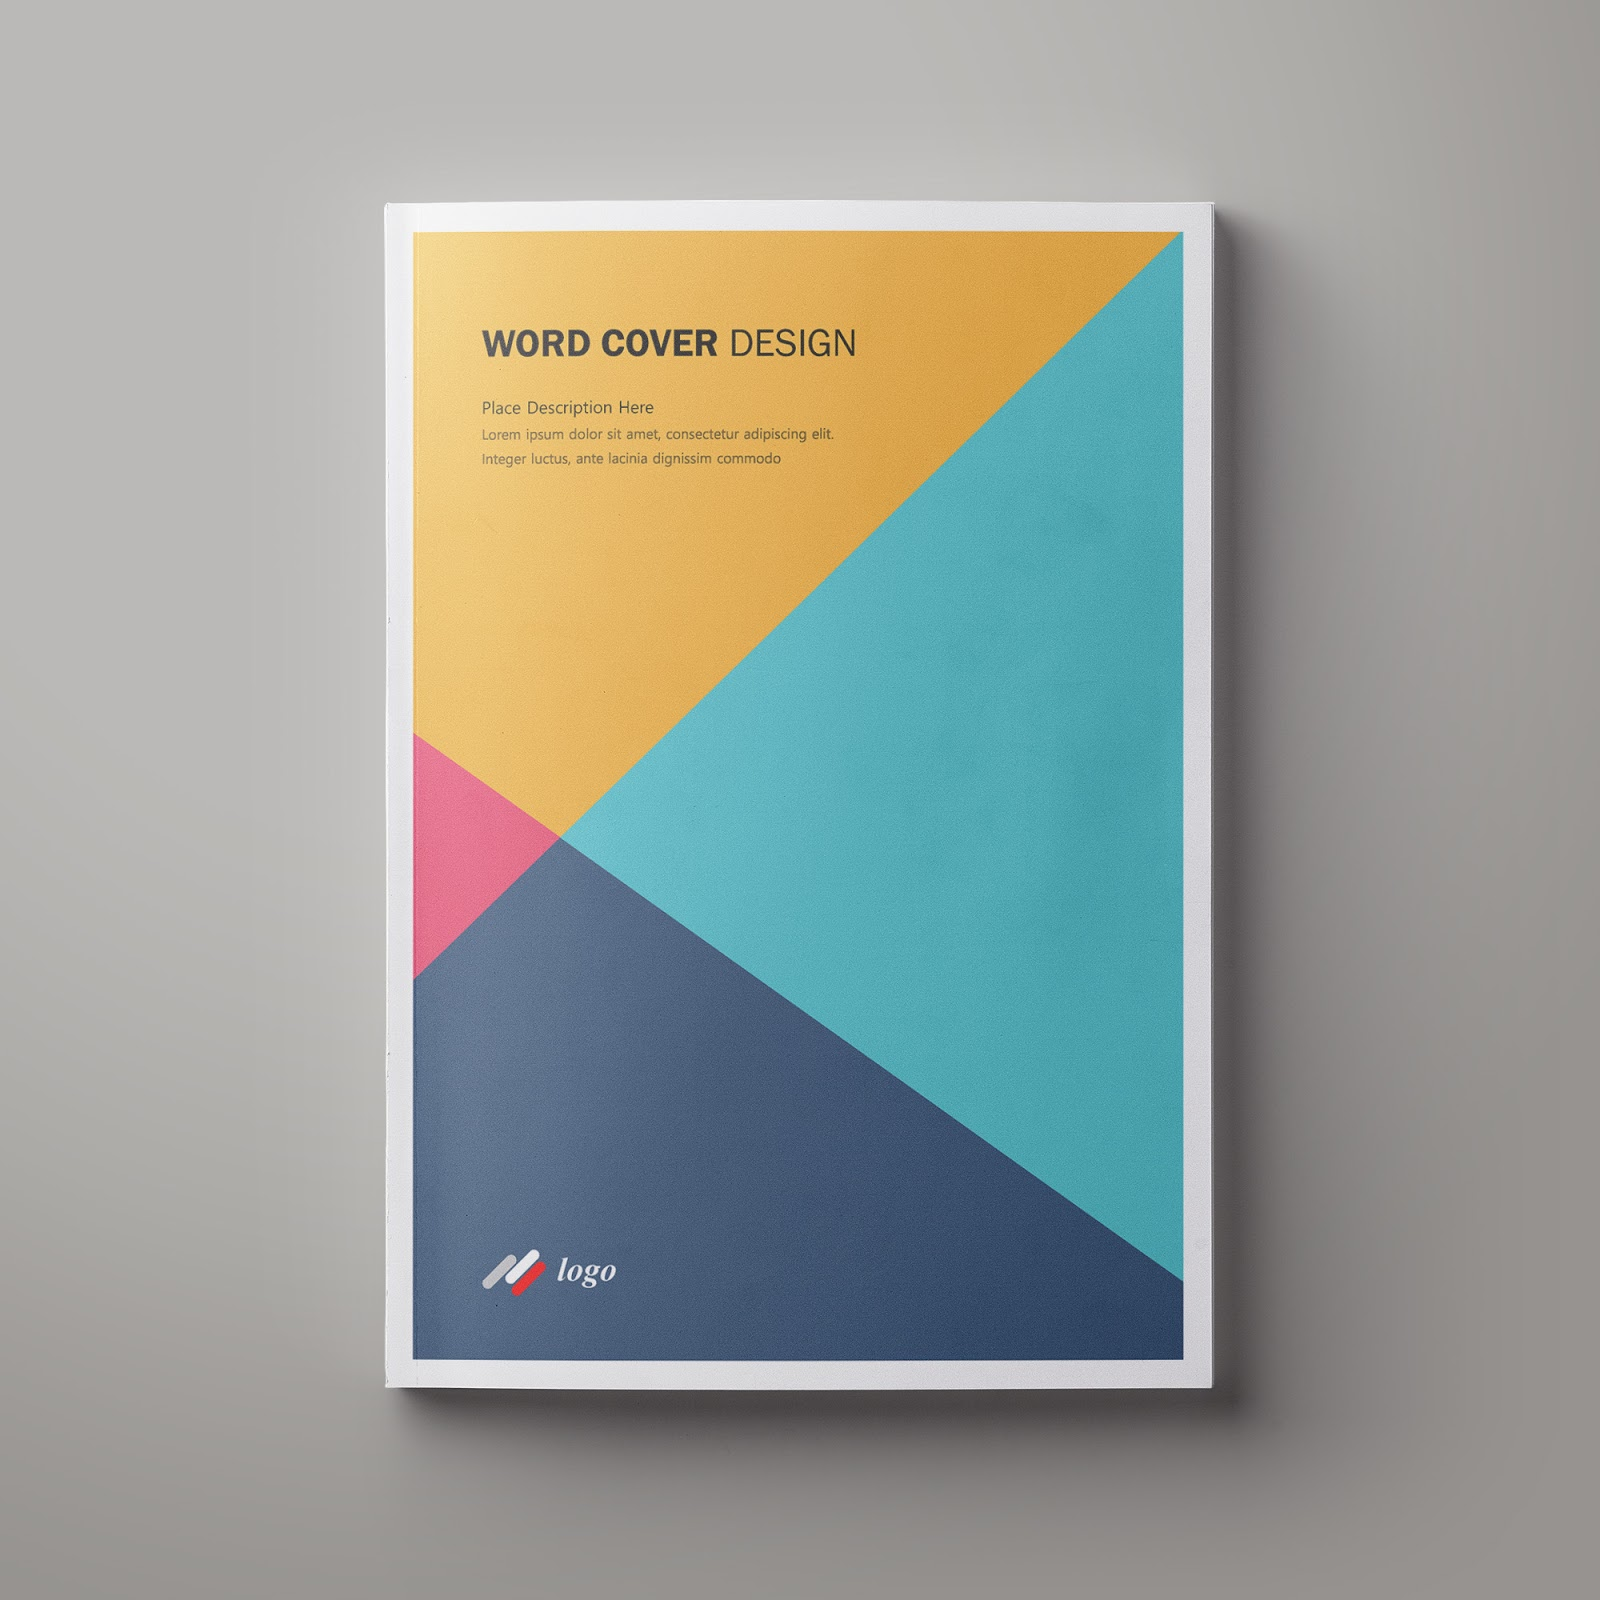 WORD COVER DESIGN
Place Description Here
Lorem ipsum dolor sit amet, consectetur adipiscing elit.
Integer luctus, ante lacinia dignissim commodo
logo